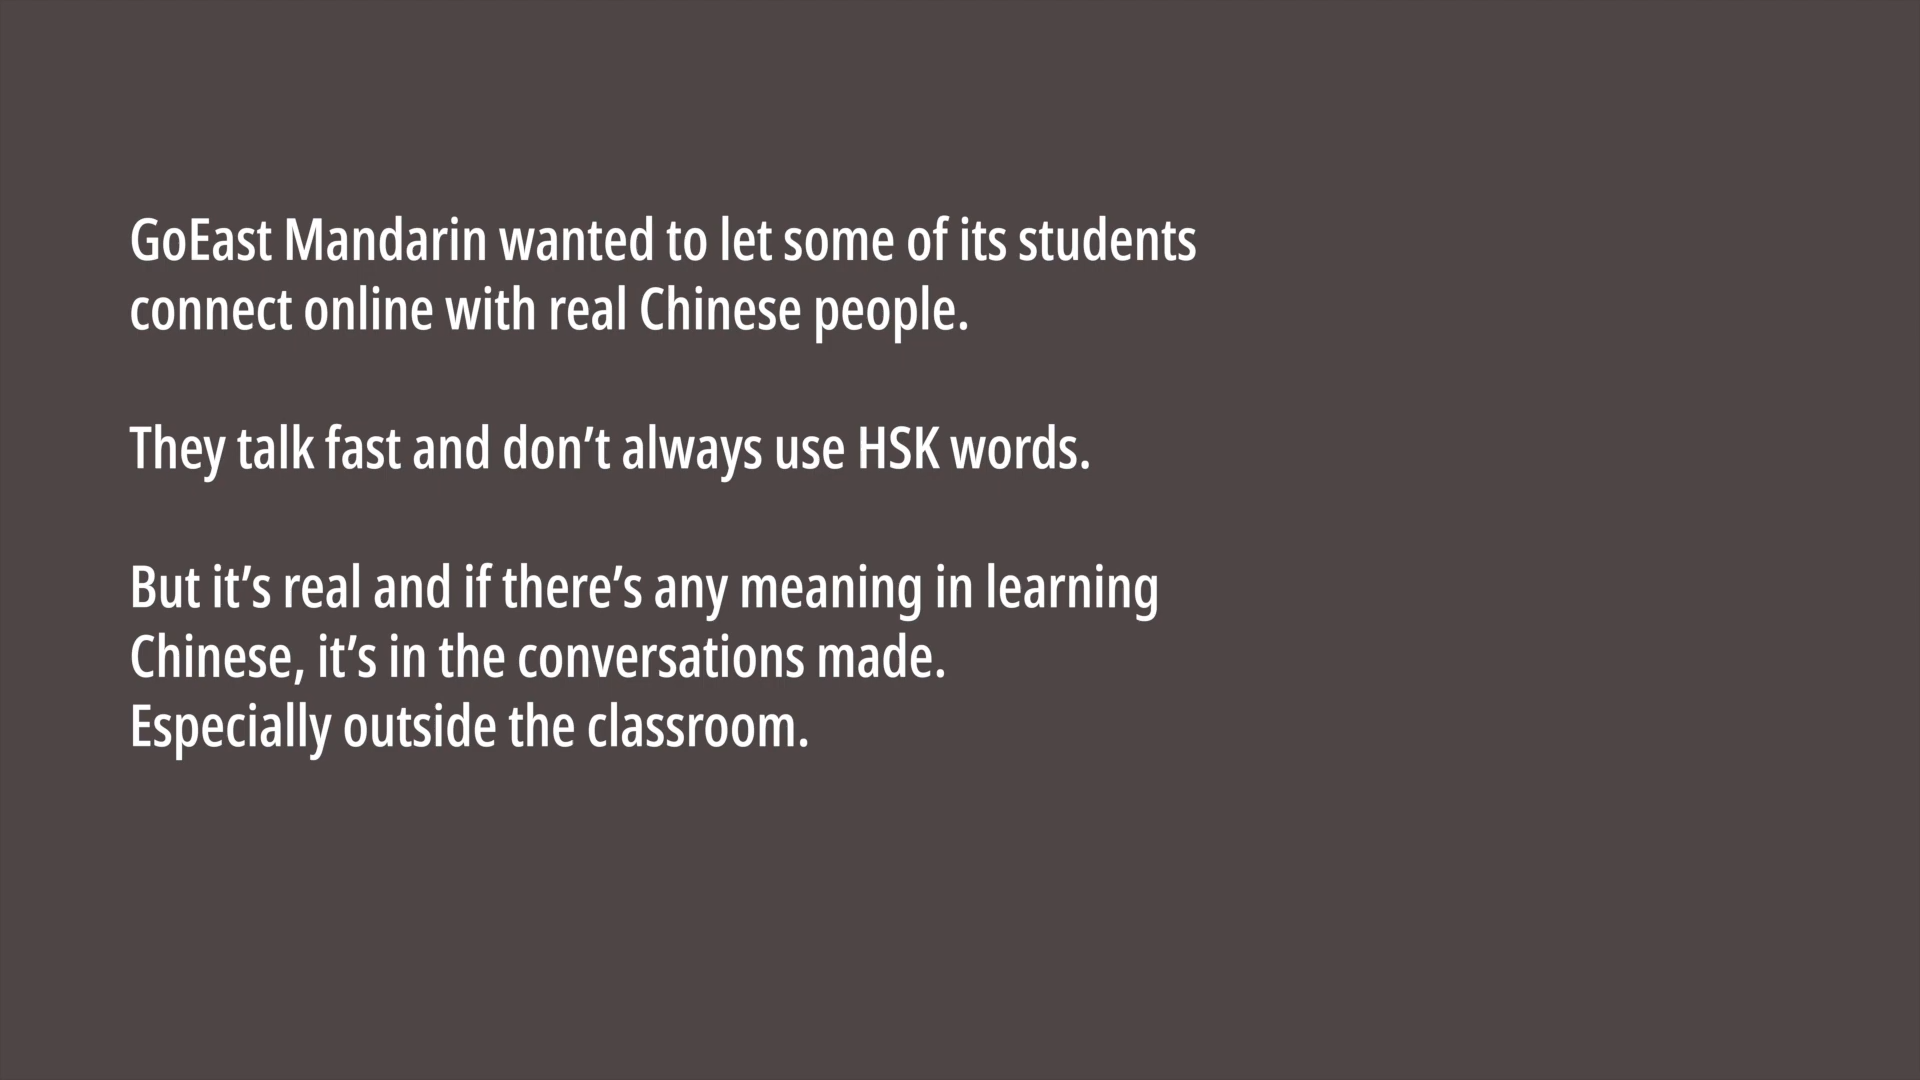 GoEast Mandarin wanted to let some of its students
connect online with real Chinese people.
They talk fast and don’t always use HSK words.
But it’s real and if there’s any meaning in learning
Chinese, it’s in the conversations made.
Especially outside the classroom.